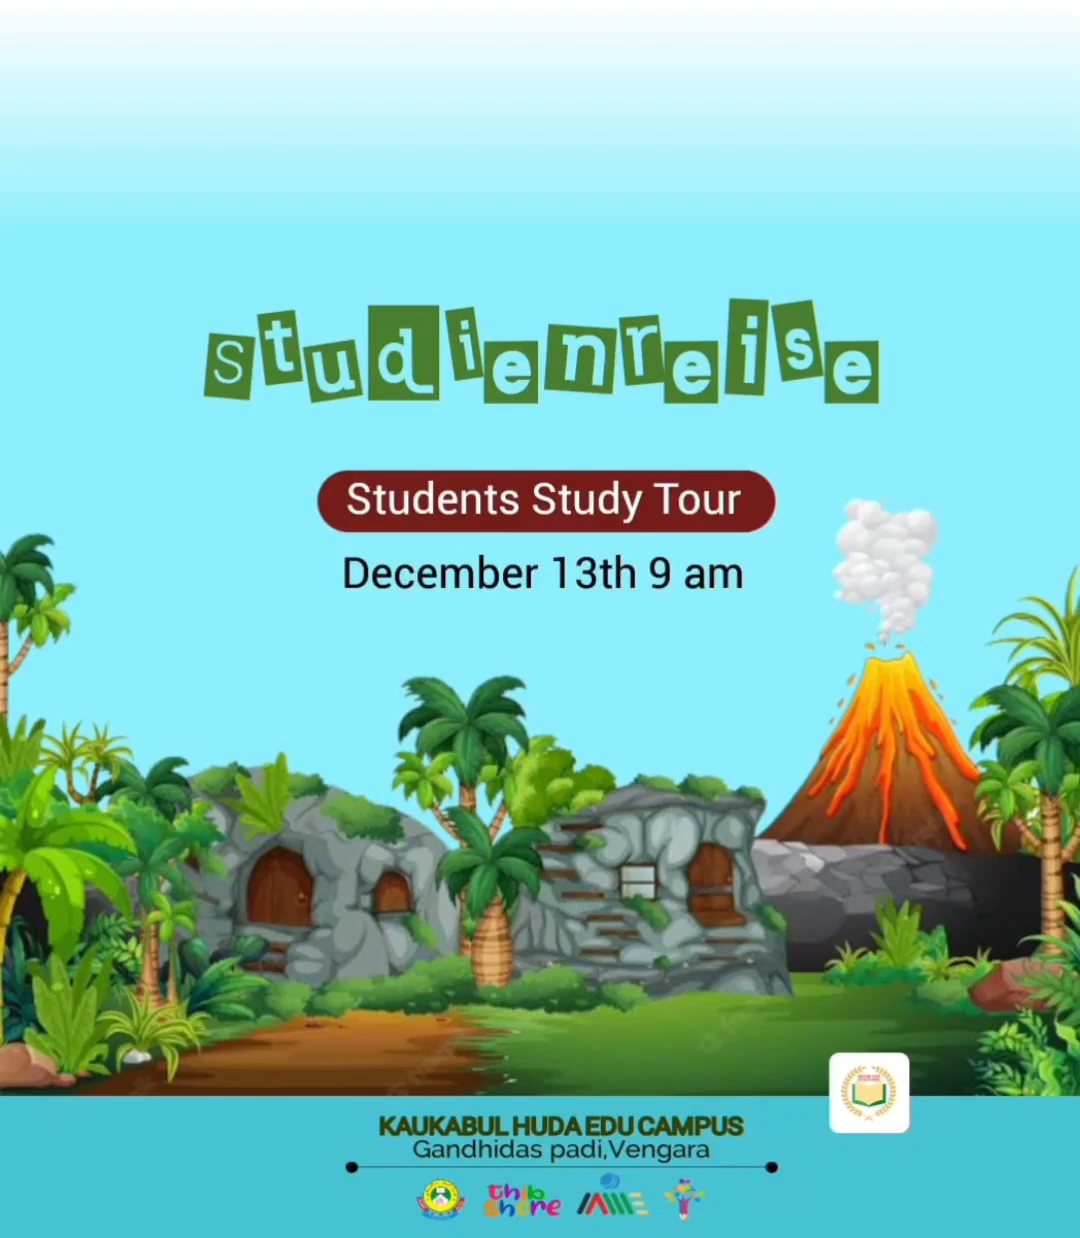 studienreise
Students Study Tour
December 13th 9 am
KAUKABUL HUDA EDU CAMPUS
Gandhidas padi,Vengara